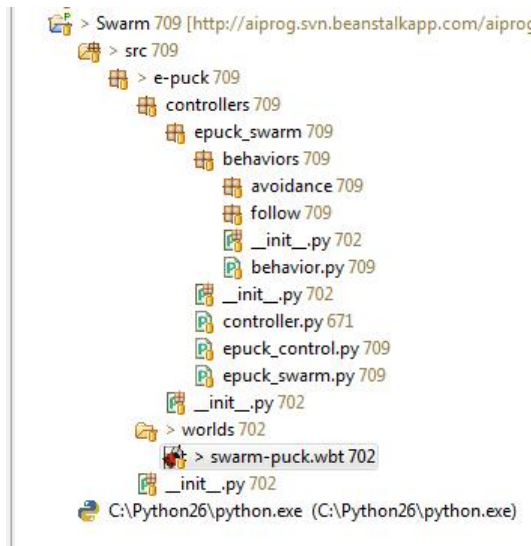 > Swarm 709 [http://aiprog.svn.beanstalkapp.com/aiprog
> src 709
> e-puck 709
controllers 709
epuck_swarm 709
behaviors 709
avoidance 709
follow 709
__init__.py 702
behavior.py 709
__init__.py 702
controller.py 671
epuck_control.py 709
epuck_swarm.py 709
__init__.py 702
> worlds 702
> swarm-puck.wbt 702
__init__.py 702
C:\Python26\python.exe (C:\Python26\python.exe)